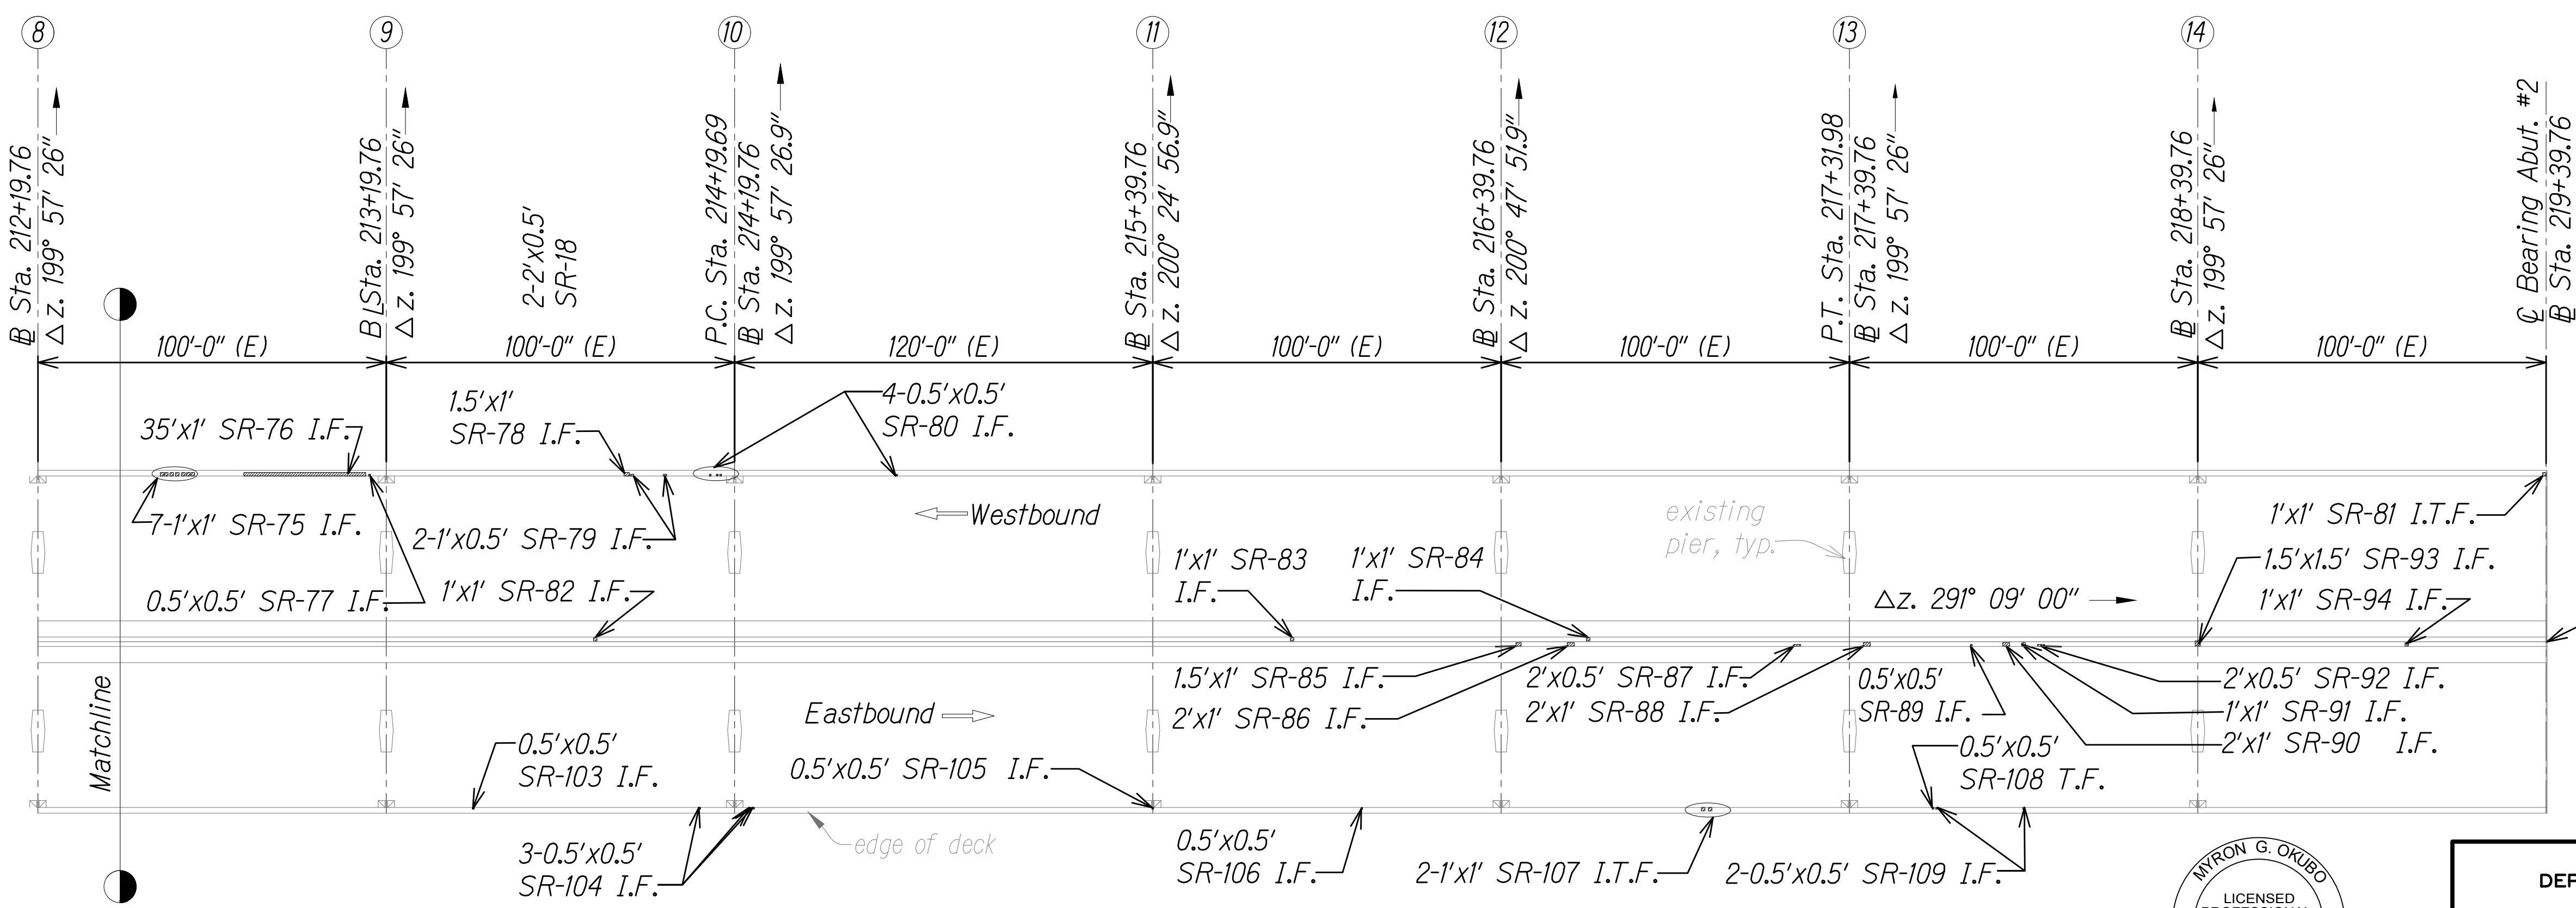 8
9
10
11
12
13
14
B Sta. 212+19.76
Δz. 199° 57' 26"
BL Sta. 213+19.76
Δz. 199° 57' 26"
2-2'x0.5'
SR-18
P.C. Sta. 214+19.69
B Sta. 214+19.76
Δz. 199° 57' 26.9"
B Sta. 215+39.76
Δz. 200° 24' 56.9"
B Sta. 216+39.76
Δz. 200° 47' 51.9"
P.T. Sta. 217+31.98
B Sta. 217+39.76
Δz. 199° 57' 26"
B Sta. 218+39.76
Δz. 199° 57' 26"
℄ Bearing Abut. #2
B Sta. 219+39.76
100'-0" (E)
100'-0" (E)
120'-0" (E)
100'-0" (E)
100'-0" (E)
100'-0" (E)
100'-0" (E)
35'x1' SR-76 I.F.
1.5'x1'
SR-78 I.F.
4-0.5'x0.5'
SR-80 I.F.
7-1'x1' SR-75 I.F.
2-1'x0.5' SR-79 I.F.
Westbound
existing
pier, typ.
1'x1' SR-81 I.T.F.
0.5'x0.5' SR-77 I.F.
1'x1' SR-82 I.F.
1'x1' SR-83
I.F.
1'x1' SR-84
I.F.
Δz. 291° 09' 00"
1.5'x1.5' SR-93 I.F.
1'x1' SR-94 I.F.
Matchline
Eastbound
1.5'x1' SR-85 I.F.
2'x1' SR-86 I.F.
2'x0.5' SR-87 I.F.
2'x1' SR-88 I.F.
0.5'x0.5'
SR-89 I.F.
2'x0.5' SR-92 I.F.
1'x1' SR-91 I.F.
2'x1' SR-90 I.F.
0.5'x0.5'
SR-103 I.F.
0.5'x0.5' SR-105 I.F.
0.5'x0.5'
SR-108 T.F.
3-0.5'x0.5'
SR-104 I.F.
edge of deck
0.5'x0.5'
SR-106 I.F.
2-1'x1' SR-107 I.T.F.
2-0.5'x0.5' SR-109 I.F.
MYRON G. OKUBO
LICENSED
DEP